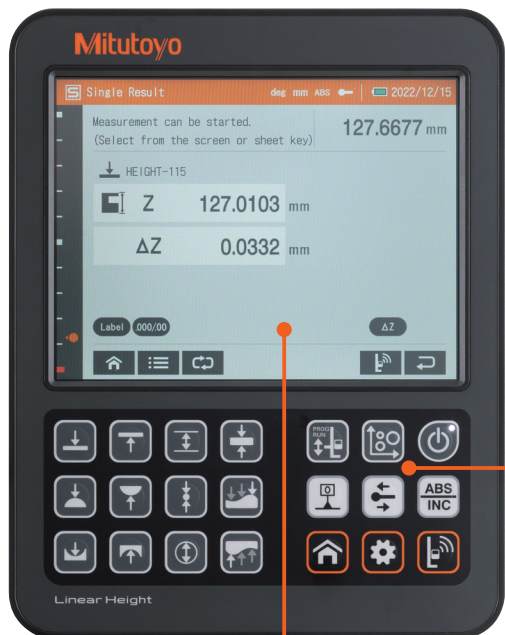 Mitutoyo
S Single Result deg mm ABS 2022/12/15
Measurement can be started.
(Select from the screen or sheet key)
127.6677 mm
HEIGHT-115
Z 127.0103 mm
ΔZ 0.0332 mm
Label .000/.00 ΔZ
PROG
RUN
0
ABS
INC
Linear Height